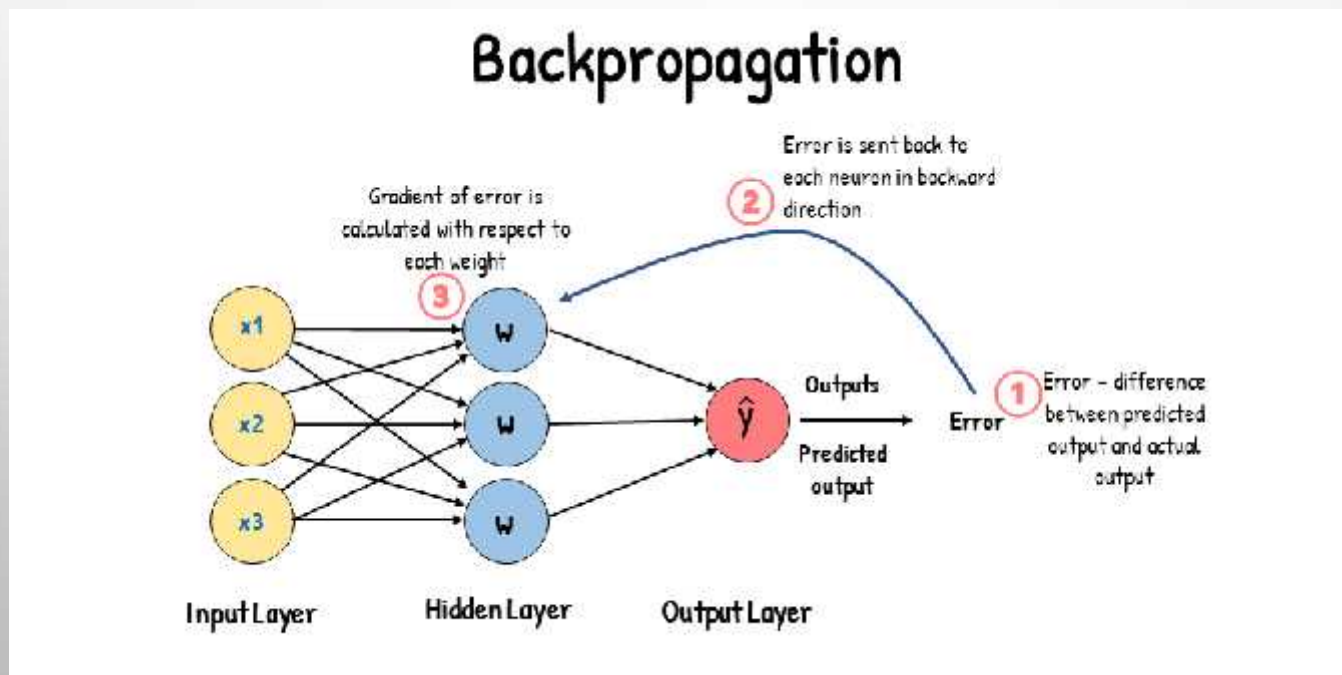 Backpropagation
Error is sent back to
each neuron in backward
direction
2
Gradient of error is
calculated with respect to
each weight
3
x1
x2
x3
w
w
w
ŷ
Outputs
Predicted
output
Error
1
Error - difference
between predicted
output and actual
output
Input Layer
Hidden Layer
Output Layer